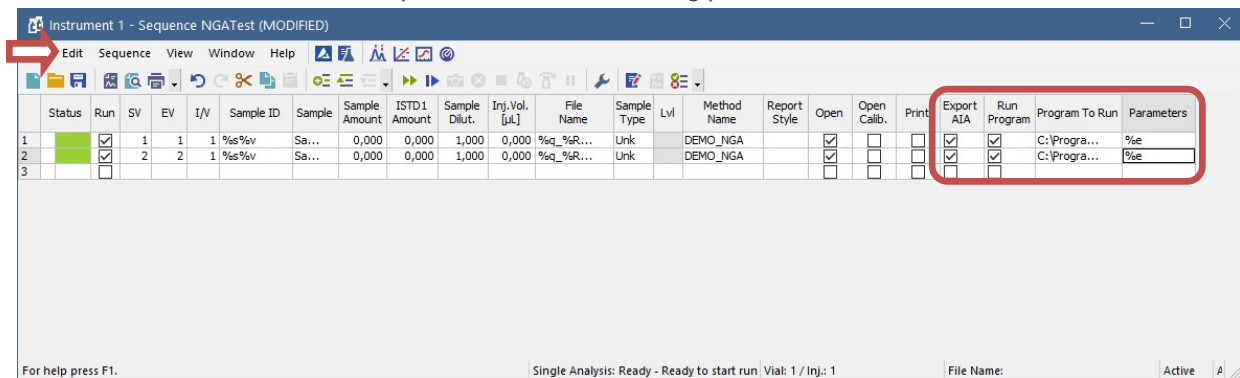 Instrument 1 - Sequence NGATest (MODIFIED)
Edit Sequence View Window Help
Status Run SV EV I/V Sample ID Sample Sample Amount ISTD1 Amount Sample Dilut. Inj.Vol. [µL] File Name Sample Type Lvl Method Name Report Style Open Open Calib. Print Export AIA Run Program Program To Run Parameters
1 1 1 1 %s%v Sa... 0,000 0,000 1,000 0,000 %q_%R... Unk DEMO_NGA C:\Progra... %e
2 2 2 1 %s%v Sa... 0,000 0,000 1,000 0,000 %q_%R... Unk DEMO_NGA C:\Progra... %e
3
For help press F1. Single Analysis: Ready - Ready to start run Vial: 1 / Inj.: 1 File Name: Active